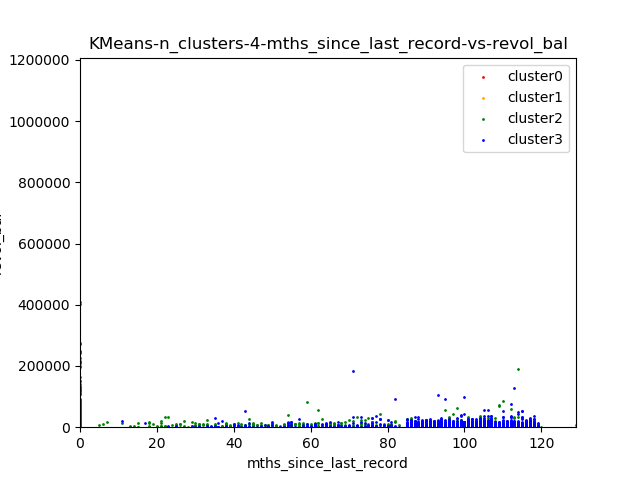 KMeans-n_clusters-4-mths_since_last_record-vs-revol_bal
1200000
1000000
800000
600000
400000
200000
0
cluster0
cluster1
cluster2
cluster3
0 20 40 60 80 100 120
mths_since_last_record